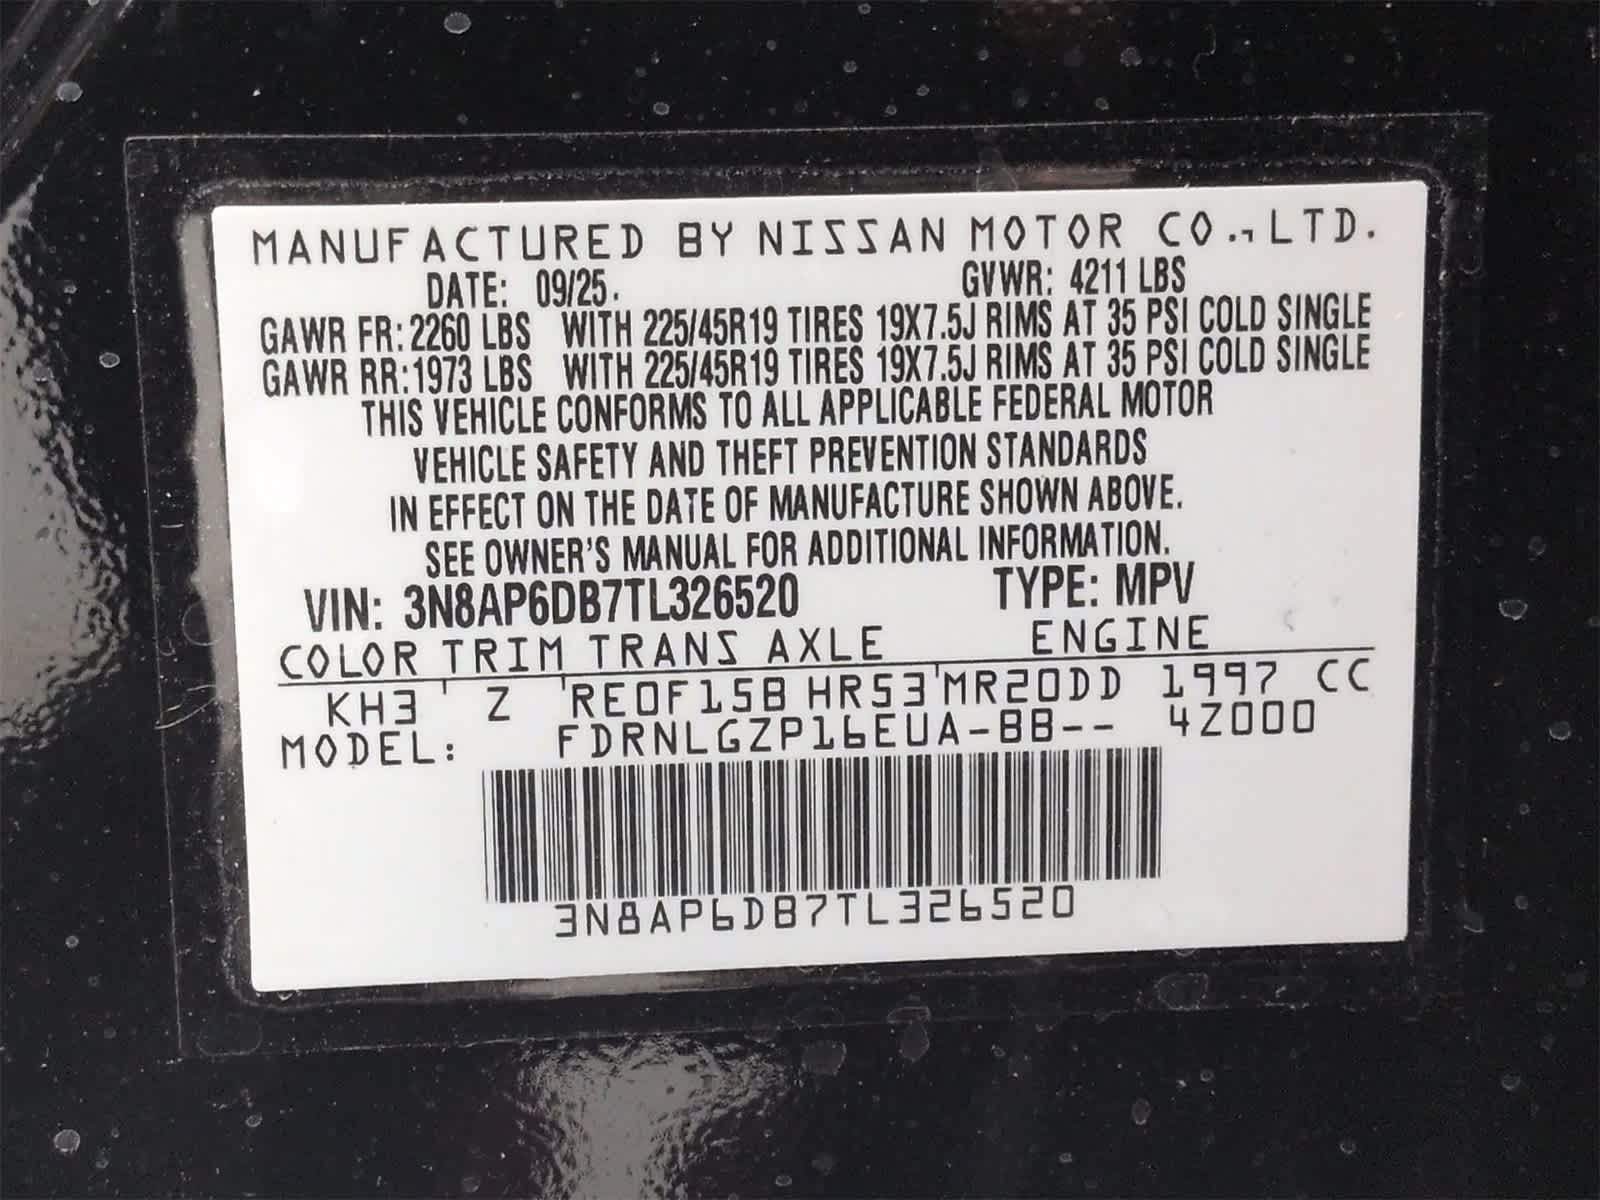 MANUFACTURED BY NISSAN MOTOR CO., LTD.
DATE: 09/25. GVWR: 4211 LBS
GAWR FR: 2260 LBS WITH 225/45R19 TIRES 19X7.5J RIMS AT 35 PSI COLD SINGLE
GAWR RR: 1973 LBS WITH 225/45R19 TIRES 19X7.5J RIMS AT 35 PSI COLD SINGLE
THIS VEHICLE CONFORMS TO ALL APPLICABLE FEDERAL MOTOR
VEHICLE SAFETY AND THEFT PREVENTION STANDARDS
IN EFFECT ON THE DATE OF MANUFACTURE SHOWN ABOVE.
SEE OWNER'S MANUAL FOR ADDITIONAL INFORMATION.
VIN: 3N8AP6DB7TL326520 TYPE: MPV
COLOR TRIM TRANS AXLE ENGINE
KH3 Z RE0F15B HR53 MR20DD 1997 CC
MODEL: FDRNLGZP16EUA-BB-- 4Z000
3N8AP6DB7TL326520